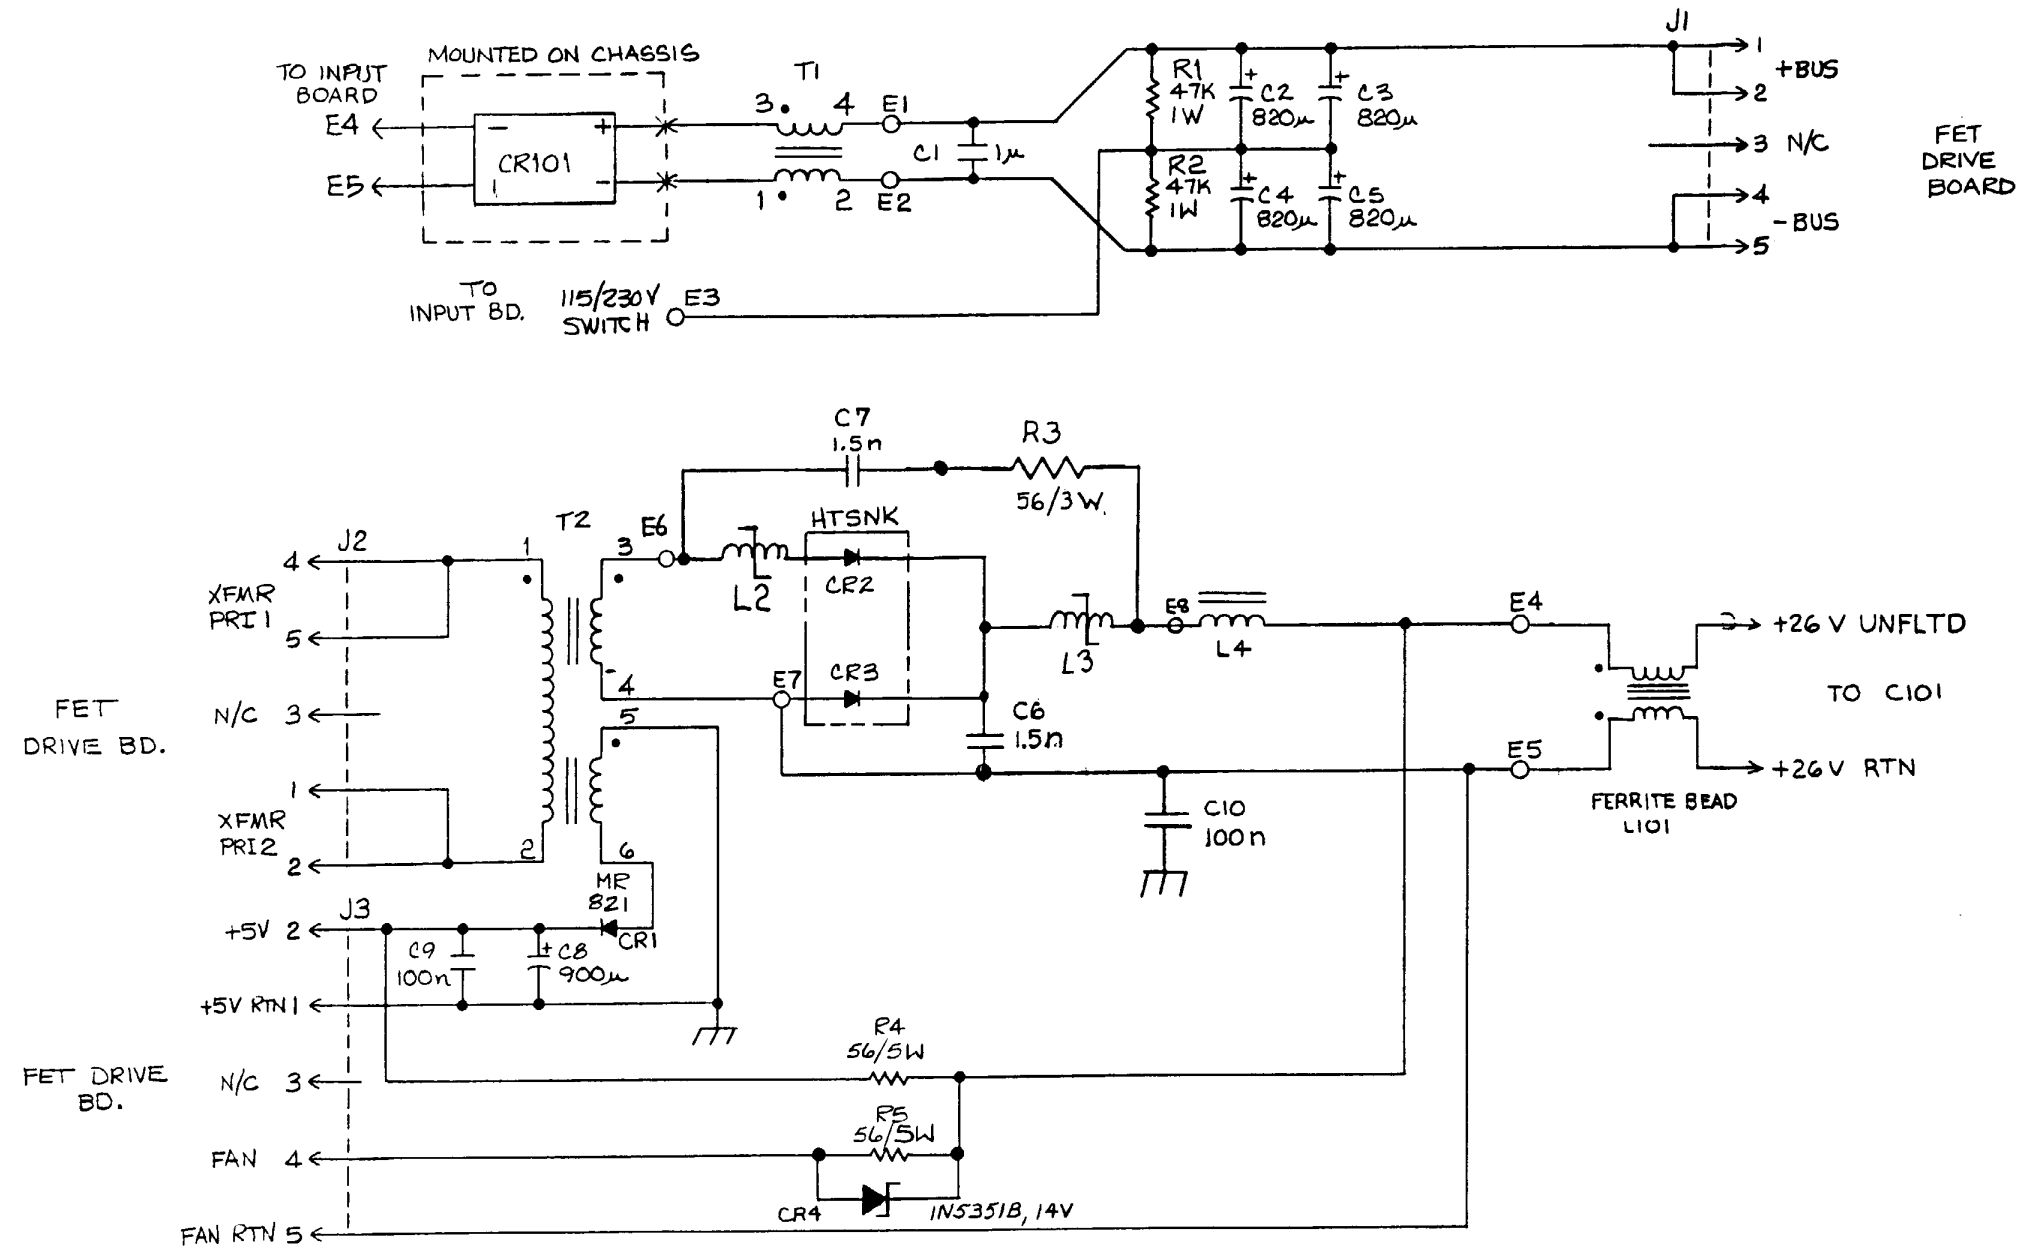 MOUNTED ON CHASSIS
TO INPUT
BOARD
E4
E5
CR101
+
-
T1
3
4
E1
1
2
E2
C1
1µ
R1
47K
1W
+
C2
820µ
+
C3
820µ
R2
47K
1W
+
C4
820µ
+
C5
820µ
J1
1
+BUS
2
3 N/C
4
-BUS
5
FET
DRIVE
BOARD
TO
INPUT BD.
115/230V
SWITCH
E3
C7
1.5n
R3
56/3W
HTSNK
T2
E6
L2
CR2
CR3
E7
L3
E8
L4
C6
1.5n
C10
100n
E4
E5
+26V UNFLTD
TO C101
+26V RTN
FERRITE BEAD
L101
J2
4
XFMR
PRI1
5
N/C 3
1
XFMR
PRI2
2
FET
DRIVE BD.
1
2
3
4
5
6
MR
821
CR1
J3
+5V 2
C9
100n
+
C8
900µ
+5V RTN 1
FET DRIVE
BD.
N/C 3
R4
56/5W
R5
56/5W
FAN 4
CR4
1N5351B, 14V
FAN RTN 5